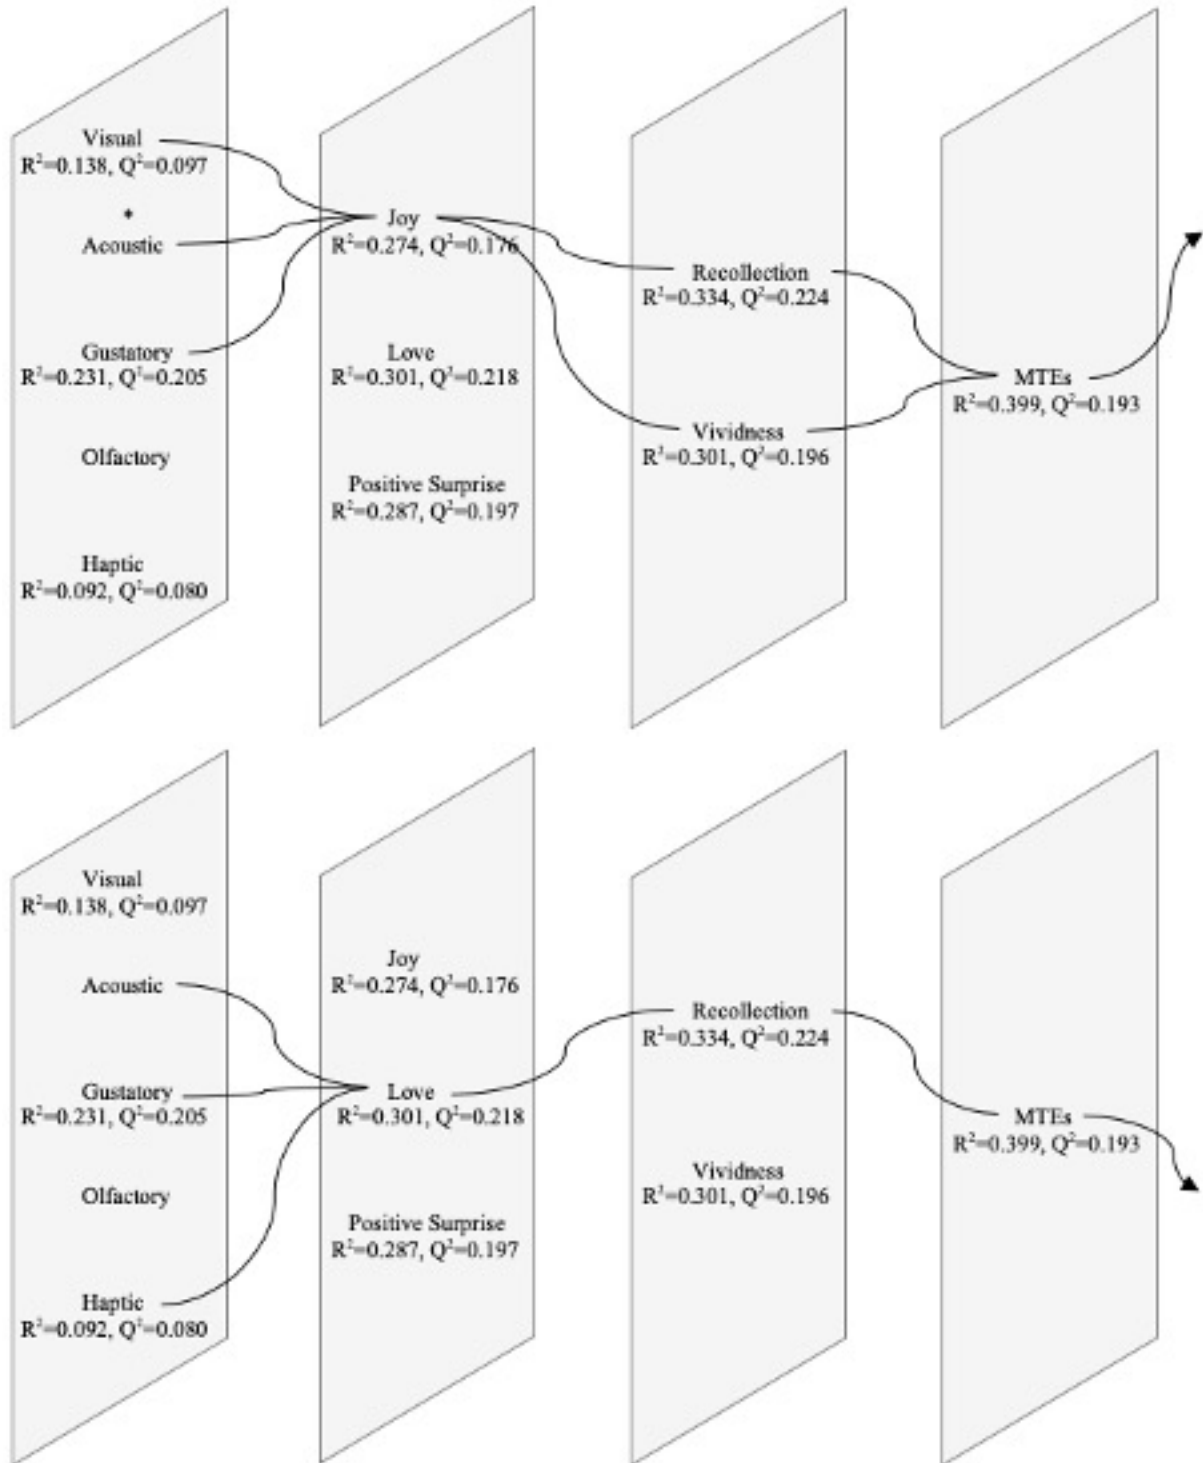 Visual
R²=0.138, Q²=0.097
*
Acoustic
Gustatory
R²=0.231, Q²=0.205
Olfactory
Haptic
R²=0.092, Q²=0.080
Joy
R²=0.274, Q²=0.176
Love
R²=0.301, Q²=0.218
Positive Surprise
R²=0.287, Q²=0.197
Recollection
R²=0.334, Q²=0.224
Vividness
R²=0.301, Q²=0.196
MTEs
R²=0.399, Q²=0.193
Visual
R²=0.138, Q²=0.097
Acoustic
Gustatory
R²=0.231, Q²=0.205
Olfactory
Haptic
R²=0.092, Q²=0.080
Joy
R²=0.274, Q²=0.176
Love
R²=0.301, Q²=0.218
Positive Surprise
R²=0.287, Q²=0.197
Recollection
R²=0.334, Q²=0.224
Vividness
R²=0.301, Q²=0.196
MTEs
R²=0.399, Q²=0.193